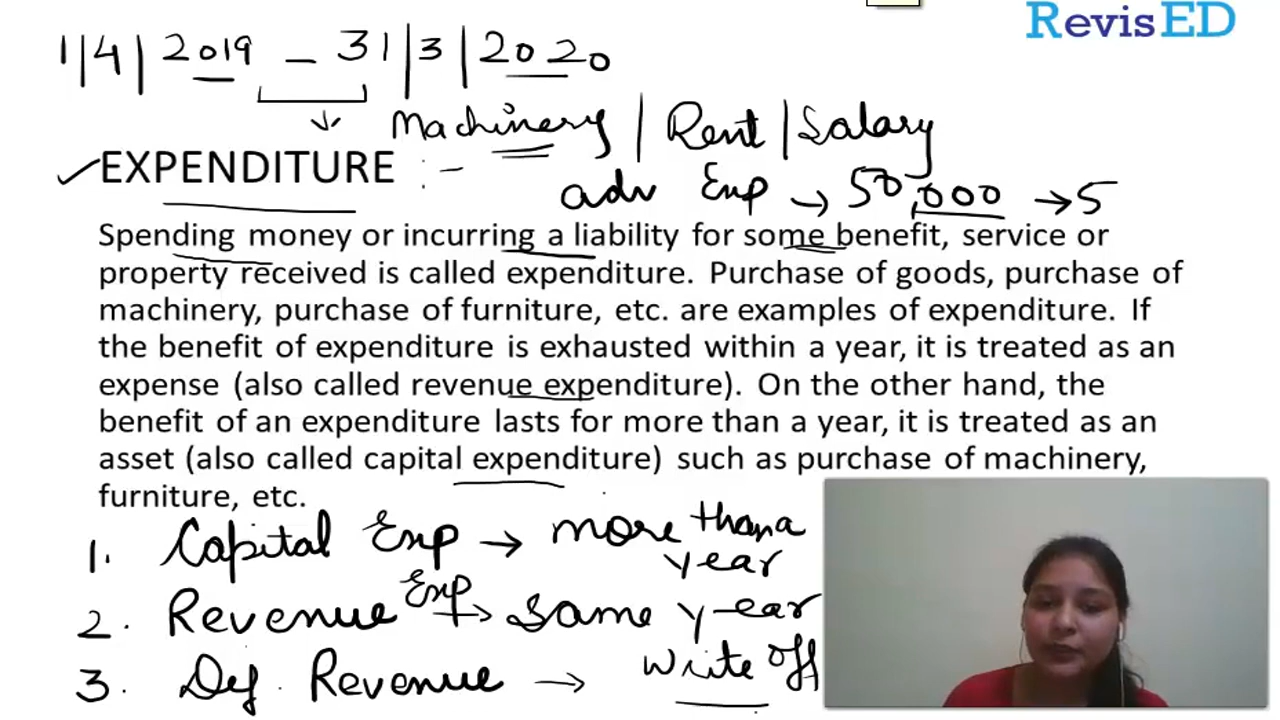 RevisED
1|4|2019 – 31|3|2020
Machinery | Rent | Salary
EXPENDITURE :-
adv Exp → 50,000 → 5
Spending money or incurring a liability for some benefit, service or
property received is called expenditure. Purchase of goods, purchase of
machinery, purchase of furniture, etc. are examples of expenditure. If
the benefit of expenditure is exhausted within a year, it is treated as an
expense (also called revenue expenditure). On the other hand, the
benefit of an expenditure lasts for more than a year, it is treated as an
asset (also called capital expenditure) such as purchase of machinery,
furniture, etc.
1. Capital Exp → more than a
year
2. Revenue Exp → Same year
3. Def. Revenue → Write off